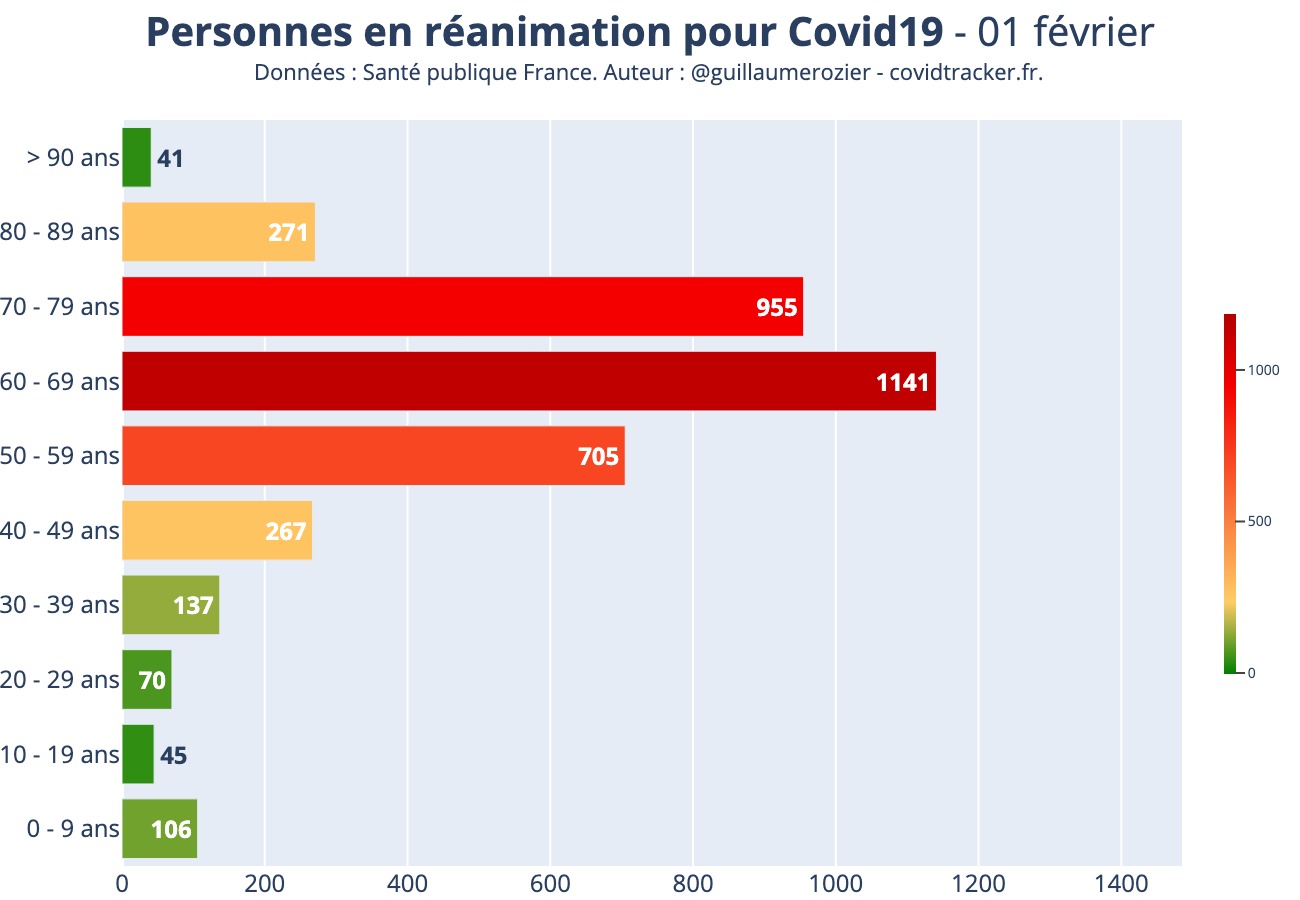 Personnes en réanimation pour Covid19 - 01 février
Données : Santé publique France. Auteur : @guillaumerozier - covidtracker.fr.
> 90 ans 41
80 - 89 ans 271
70 - 79 ans 955
60 - 69 ans 1141
50 - 59 ans 705
40 - 49 ans 267
30 - 39 ans 137
20 - 29 ans 70
10 - 19 ans 45
0 - 9 ans 106
0 200 400 600 800 1000 1200 1400
1000
500
0